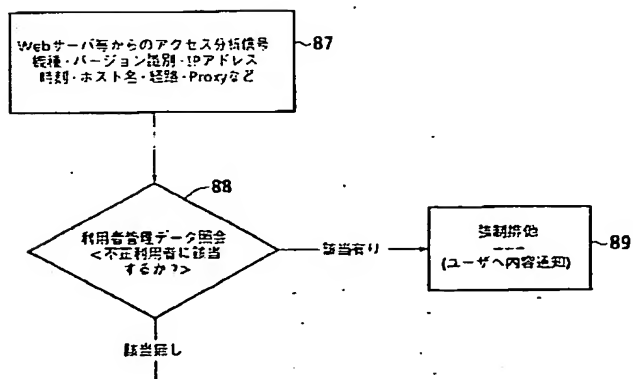 Webサーバ等からのアクセス分析信号
機種・バージョン識別・IPアドレス
時刻・ホスト名・経路・Proxyなど
87
88
利用者管理データ照会
<不正利用者に該当
するか?>
該当有り
強制排他
(ユーザへ内容通知)
89
該当無し